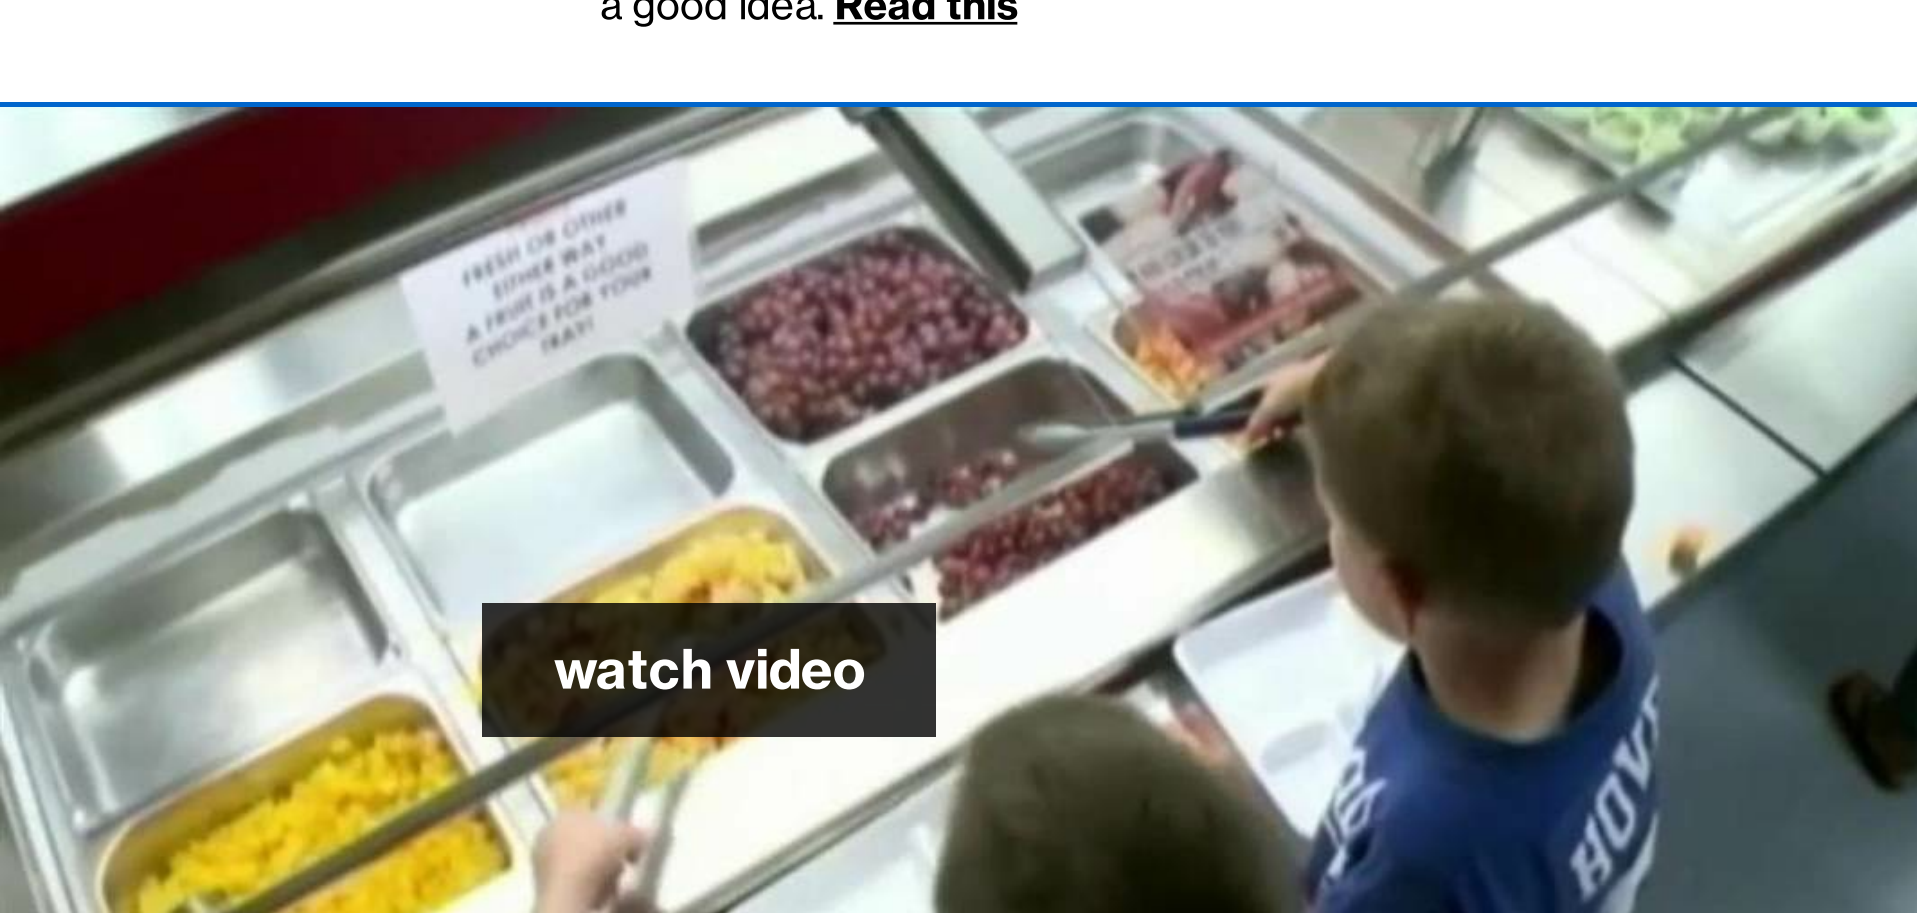 a good idea. Read this
FRESH OR OTHER
EITHER WAY
A FRUIT IS A GOOD
CHOICE FOR YOUR
TRAY!
watch video